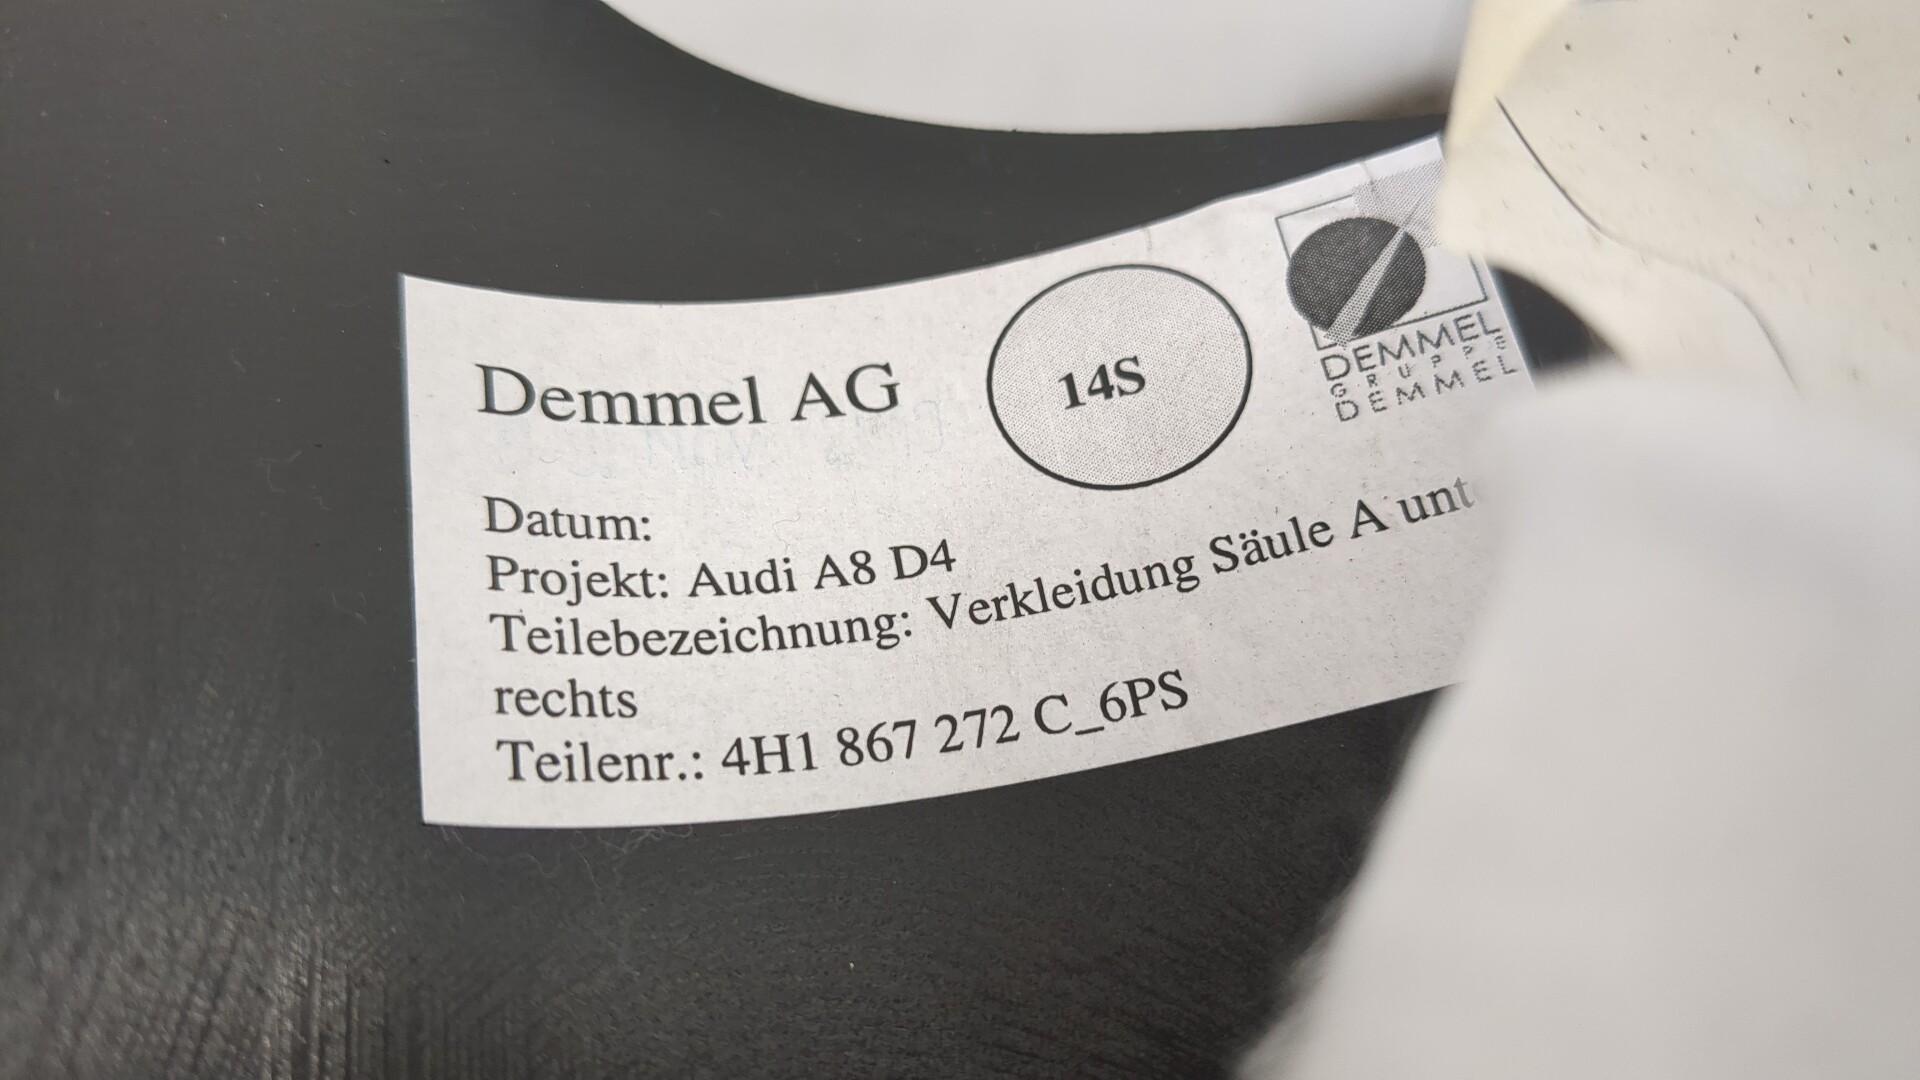 Demmel AG
14S
DEMMEL
GRUPPE
DEMMEL
Datum:
Projekt: Audi A8 D4
Teilebezeichnung: Verkleidung Säule A unt
rechts
Teilenr.: 4H1 867 272 C_6PS